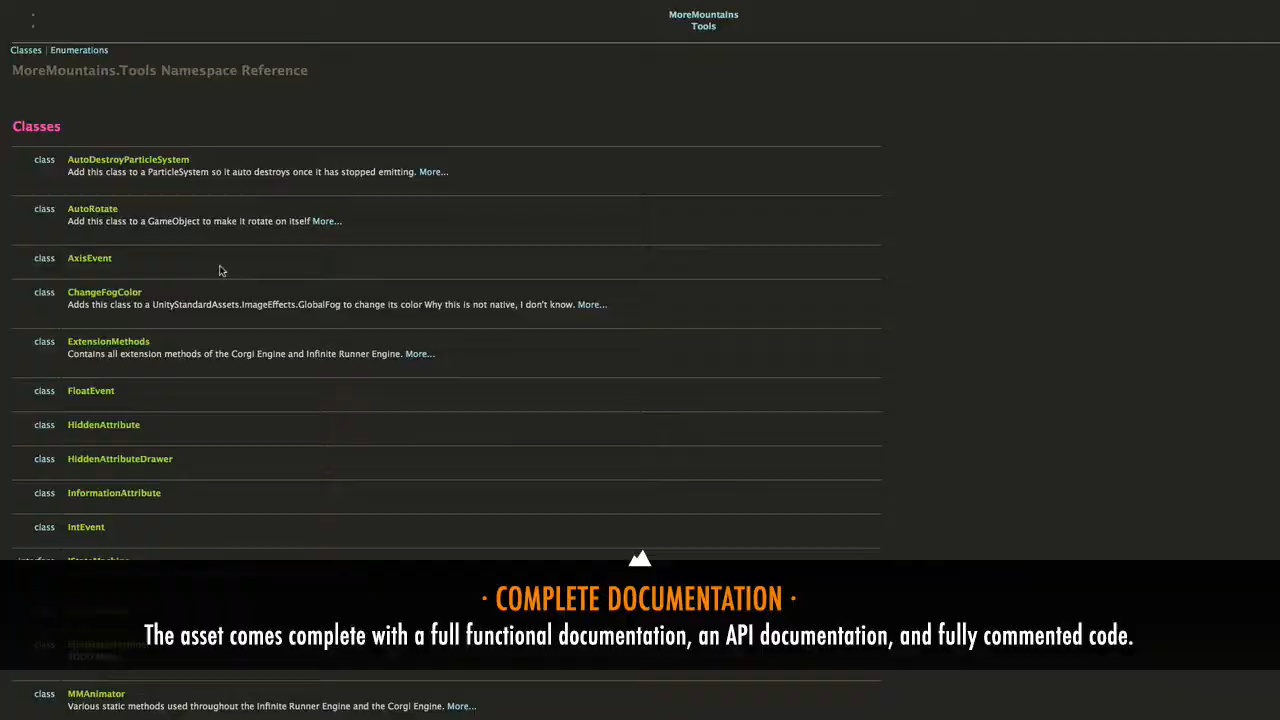 MoreMountains
Tools
Classes | Enumerations
MoreMountains.Tools Namespace Reference
Classes
class AutoDestroyParticleSystem
Add this class to a ParticleSystem so it auto destroys once it has stopped emitting. More...
class AutoRotate
Add this class to a GameObject to make it rotate on itself More...
class AxisEvent
class ChangeFogColor
Adds this class to a UnityStandardAssets.ImageEffects.GlobalFog to change its color Why this is not native, I don't know. More...
class ExtensionMethods
Contains all extension methods of the Corgi Engine and Infinite Runner Engine. More...
class FloatEvent
class HiddenAttribute
class HiddenAttributeDrawer
class InformationAttribute
class IntEvent
· COMPLETE DOCUMENTATION ·
The asset comes complete with a full functional documentation, an API documentation, and fully commented code.
class MMAnimator
Various static methods used throughout the Infinite Runner Engine and the Corgi Engine. More...